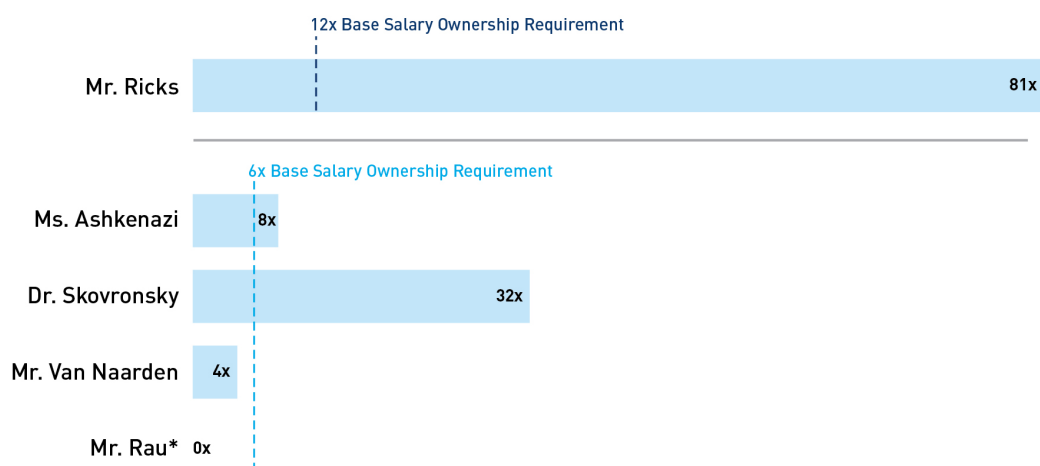 12x Base Salary Ownership Requirement
Mr. Ricks 81x
6x Base Salary Ownership Requirement
Ms. Ashkenazi 8x
Dr. Skovronsky 32x
Mr. Van Naarden 4x
Mr. Rau* 0x